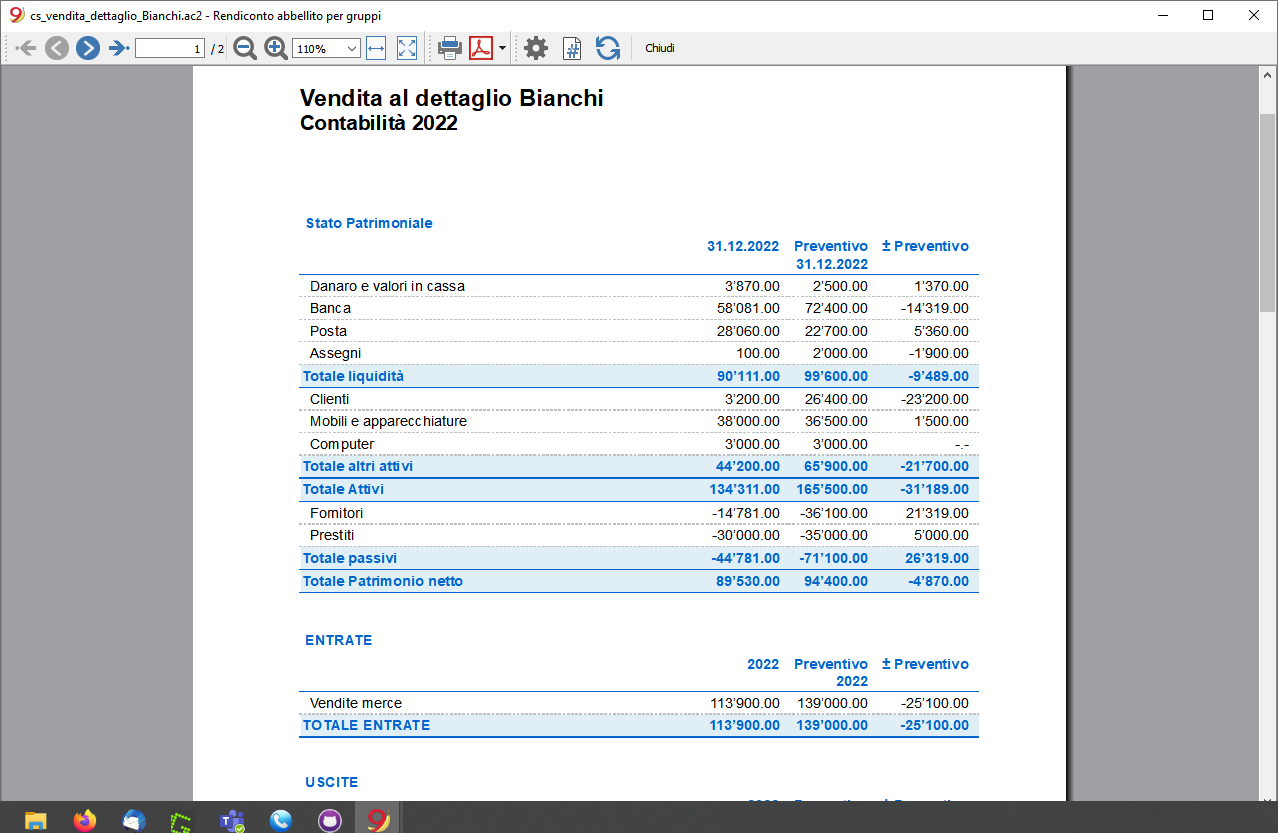 cs_vendita_dettaglio_Bianchi.ac2 - Rendiconto abbellito per gruppi
1 / 2 110% # Chiudi
Vendita al dettaglio Bianchi
Contabilità 2022
Stato Patrimoniale
31.12.2022 Preventivo ± Preventivo
31.12.2022
Danaro e valori in cassa 3’870.00 2’500.00 1’370.00
Banca 58’081.00 72’400.00 -14’319.00
Posta 28’060.00 22’700.00 5’360.00
Assegni 100.00 2’000.00 -1’900.00
Totale liquidità 90’111.00 99’600.00 -9’489.00
Clienti 3’200.00 26’400.00 -23’200.00
Mobili e apparecchiature 38’000.00 36’500.00 1’500.00
Computer 3’000.00 3’000.00 -.-
Totale altri attivi 44’200.00 65’900.00 -21’700.00
Totale Attivi 134’311.00 165’500.00 -31’189.00
Fornitori -14’781.00 -36’100.00 21’319.00
Prestiti -30’000.00 -35’000.00 5’000.00
Totale passivi -44’781.00 -71’100.00 26’319.00
Totale Patrimonio netto 89’530.00 94’400.00 -4’870.00
ENTRATE
2022 Preventivo ± Preventivo
2022
Vendite merce 113’900.00 139’000.00 -25’100.00
TOTALE ENTRATE 113’900.00 139’000.00 -25’100.00
USCITE